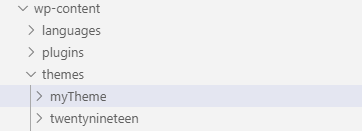 wp-content
languages
plugins
themes
myTheme
twentynineteen